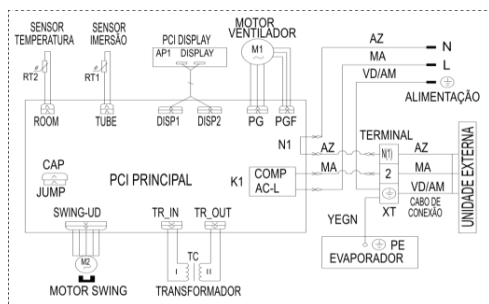 SENSOR
TEMPERATURA
SENSOR
IMERSÃO
PCI DISPLAY
AP1 DISPLAY
MOTOR
VENTILADOR
M1
RT2
RT1
AZ
N
MA
L
VD/AM
ALIMENTAÇÃO
ROOM
TUBE
DISP1
DISP2
PG
PGF
N1
TERMINAL
AZ
N(1)
AZ
MA
2
MA
VD/AM
UNIDADE EXTERNA
CAP
JUMP
PCI PRINCIPAL
K1
COMP
AC-L
XT
CABO DE
CONEXÃO
SWING-UD
TR_IN
TR_OUT
YEGN
M2
TC
I
II
PE
EVAPORADOR
MOTOR SWING
TRANSFORMADOR